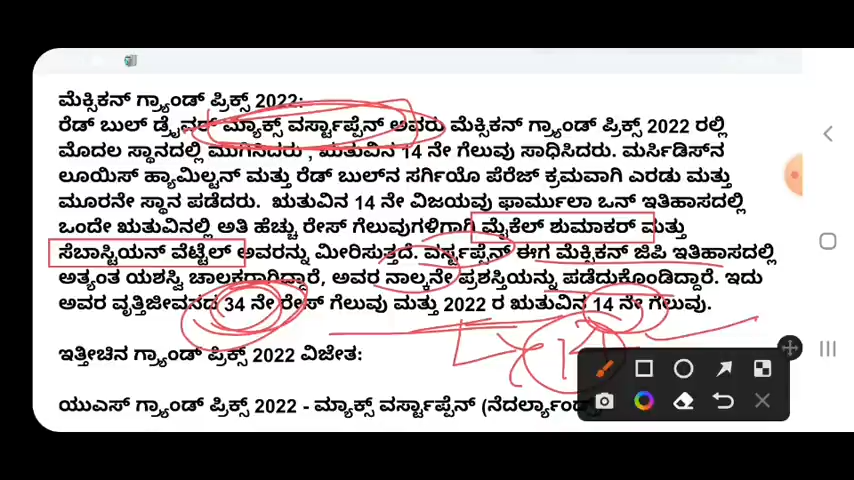 ಮೆಕ್ಸಿಕನ್ ಗ್ರ್ಯಾಂಡ್ ಪ್ರಿಕ್ಸ್ 2022:
ರೆಡ್ ಬುಲ್ ಡ್ರೈವರ್ ಮ್ಯಾಕ್ಸ್ ವರ್ಸ್ಟಾಪ್ಪೆನ್ ಅವರು ಮೆಕ್ಸಿಕನ್ ಗ್ರ್ಯಾಂಡ್ ಪ್ರಿಕ್ಸ್ 2022 ರಲ್ಲಿ
ಮೊದಲ ಸ್ಥಾನದಲ್ಲಿ ಮುಗಿಸಿದರು , ಋತುವಿನ 14 ನೇ ಗೆಲುವು ಸಾಧಿಸಿದರು. ಮರ್ಸಿಡಿಸ್‌ನ
ಲೂಯಿಸ್ ಹ್ಯಾಮಿಲ್ಟನ್ ಮತ್ತು ರೆಡ್ ಬುಲ್‌ನ ಸರ್ಗಿಯೊ ಪೆರೆಜ್ ಕ್ರಮವಾಗಿ ಎರಡು ಮತ್ತು
ಮೂರನೇ ಸ್ಥಾನ ಪಡೆದರು. ಋತುವಿನ 14 ನೇ ವಿಜಯವು ಫಾರ್ಮುಲಾ ಒನ್ ಇತಿಹಾಸದಲ್ಲಿ
ಒಂದೇ ಋತುವಿನಲ್ಲಿ ಅತಿ ಹೆಚ್ಚು ರೇಸ್ ಗೆಲುವುಗಳಿಗಾಗಿ ಮೈಕೆಲ್ ಶುಮಾಕರ್ ಮತ್ತು
ಸೆಬಾಸ್ಟಿಯನ್ ವೆಟ್ಟೆಲ್ ಅವರನ್ನು ಮೀರಿಸುತ್ತದೆ. ವರ್ಸ್ಟಪ್ಪೆನ್ ಈಗ ಮೆಕ್ಸಿಕನ್ ಜಿಪಿ ಇತಿಹಾಸದಲ್ಲಿ
ಅತ್ಯಂತ ಯಶಸ್ವಿ ಚಾಲಕರಾಗಿದ್ದಾರೆ, ಅವರ ನಾಲ್ಕನೇ ಪ್ರಶಸ್ತಿಯನ್ನು ಪಡೆದುಕೊಂಡಿದ್ದಾರೆ. ಇದು
ಅವರ ವೃತ್ತಿಜೀವನದ 34 ನೇ ರೇಸ್ ಗೆಲುವು ಮತ್ತು 2022 ರ ಋತುವಿನ 14 ನೇ ಗೆಲುವು.
14
ಇತ್ತೀಚಿನ ಗ್ರ್ಯಾಂಡ್ ಪ್ರಿಕ್ಸ್ 2022 ವಿಜೇತ:
ಯುಎಸ್ ಗ್ರ್ಯಾಂಡ್ ಪ್ರಿಕ್ಸ್ 2022 - ಮ್ಯಾಕ್ಸ್ ವರ್ಸ್ಟಾಪ್ಪೆನ್